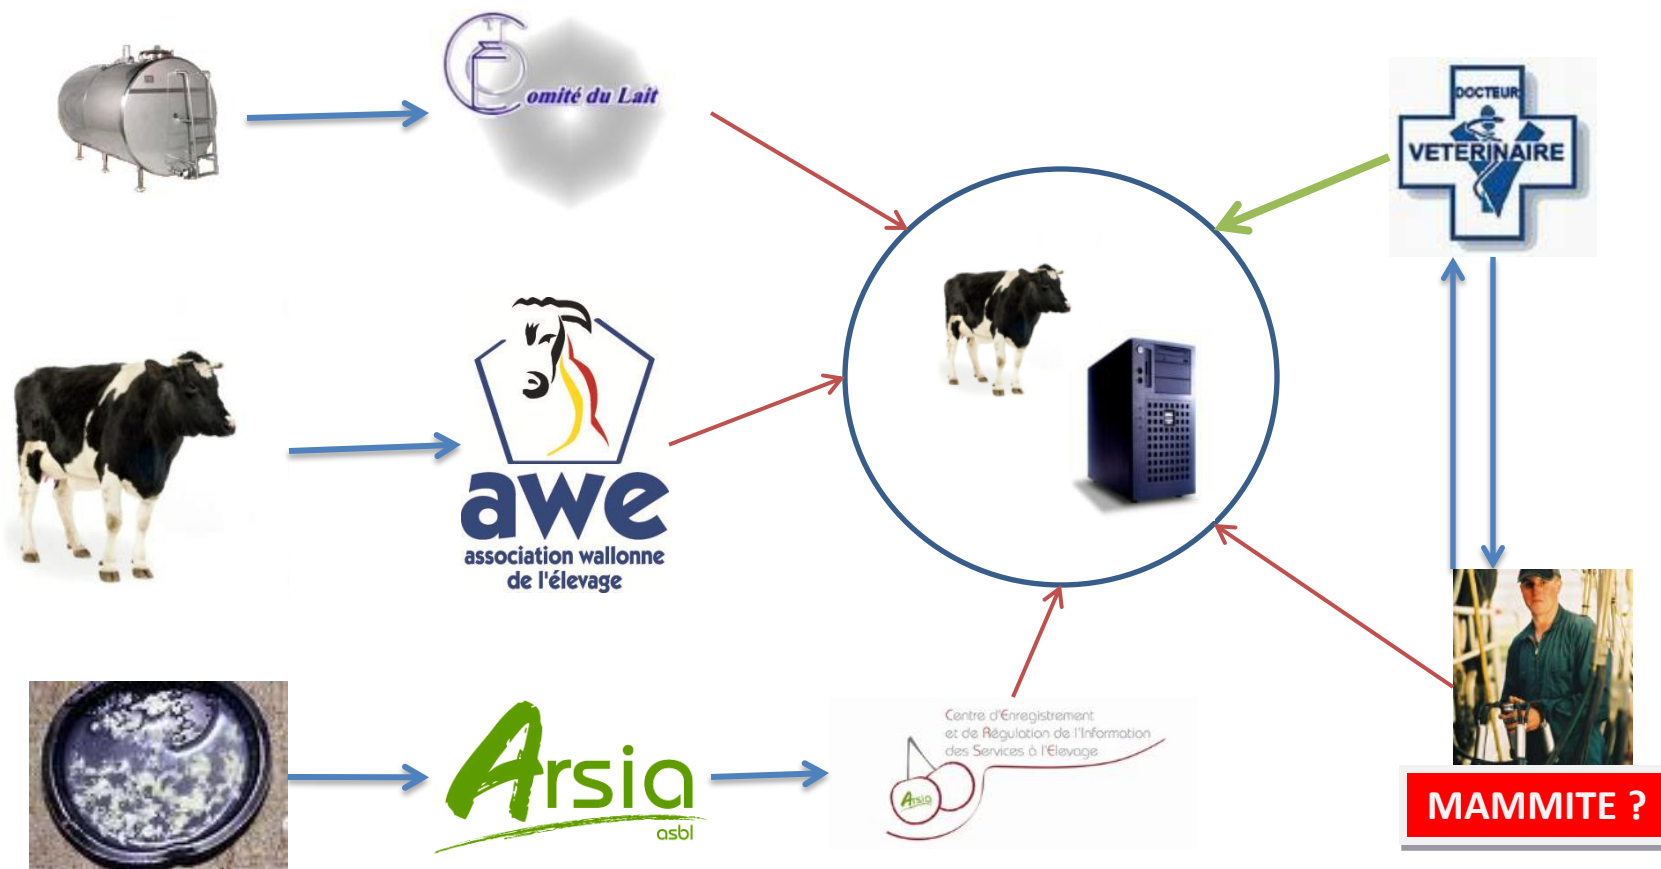 omité du Lait
DOCTEUR
VETERINAIRE
awe
association wallonne
de l'élevage
Arsia
asbl
Centre d'Enregistrement
et de Régulation de l'Information
des Services à l'Elevage
Arsia
MAMMITE ?